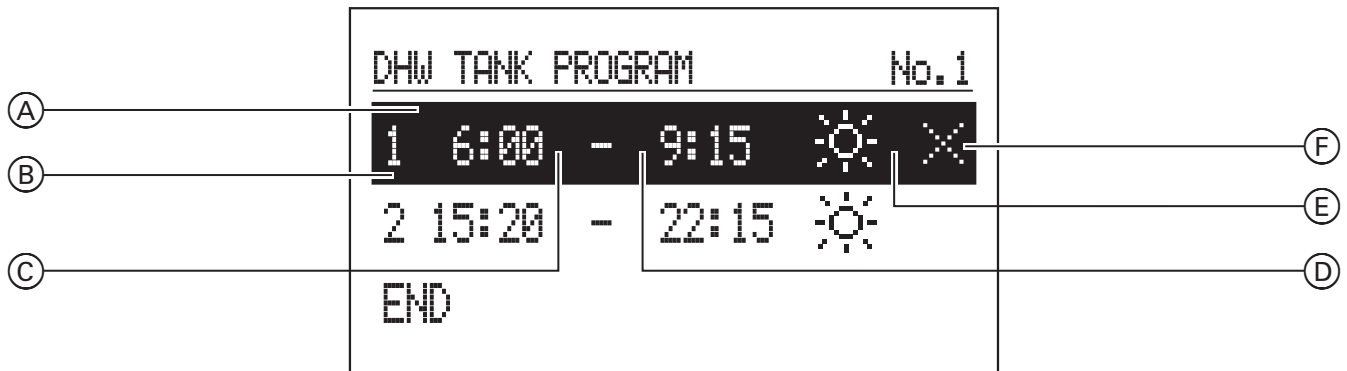 DHW TANK PROGRAM No.1
A
1 6:00 - 9:15 F
B
2 15:20 - 22:15 E
C D
END